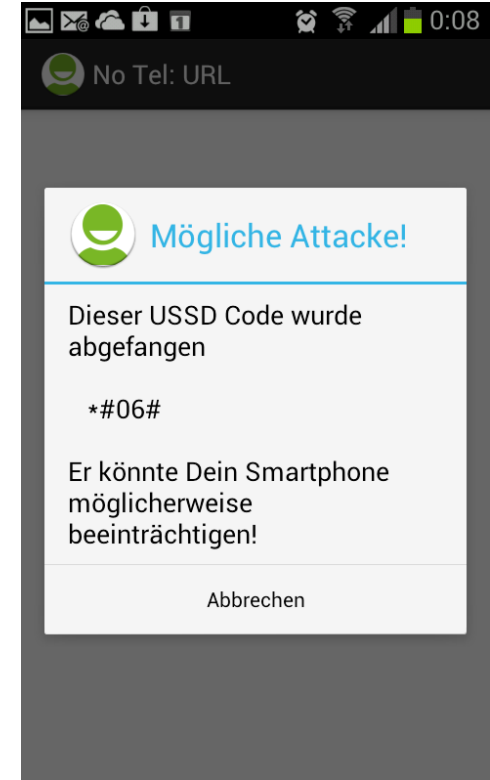 1
0:08
No Tel: URL
Mögliche Attacke!
Dieser USSD Code wurde
abgefangen
*#06#
Er könnte Dein Smartphone
möglicherweise
beeinträchtigen!
Abbrechen